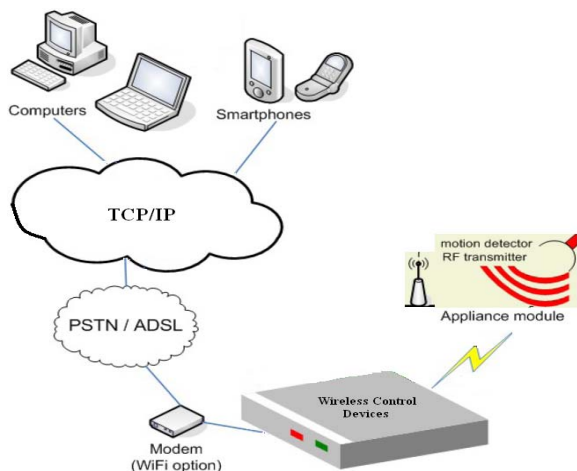 Computers
Smartphones
TCP/IP
motion detector
RF transmitter
Appliance module
PSTN / ADSL
Wireless Control
Devices
Modem
(WiFi option)